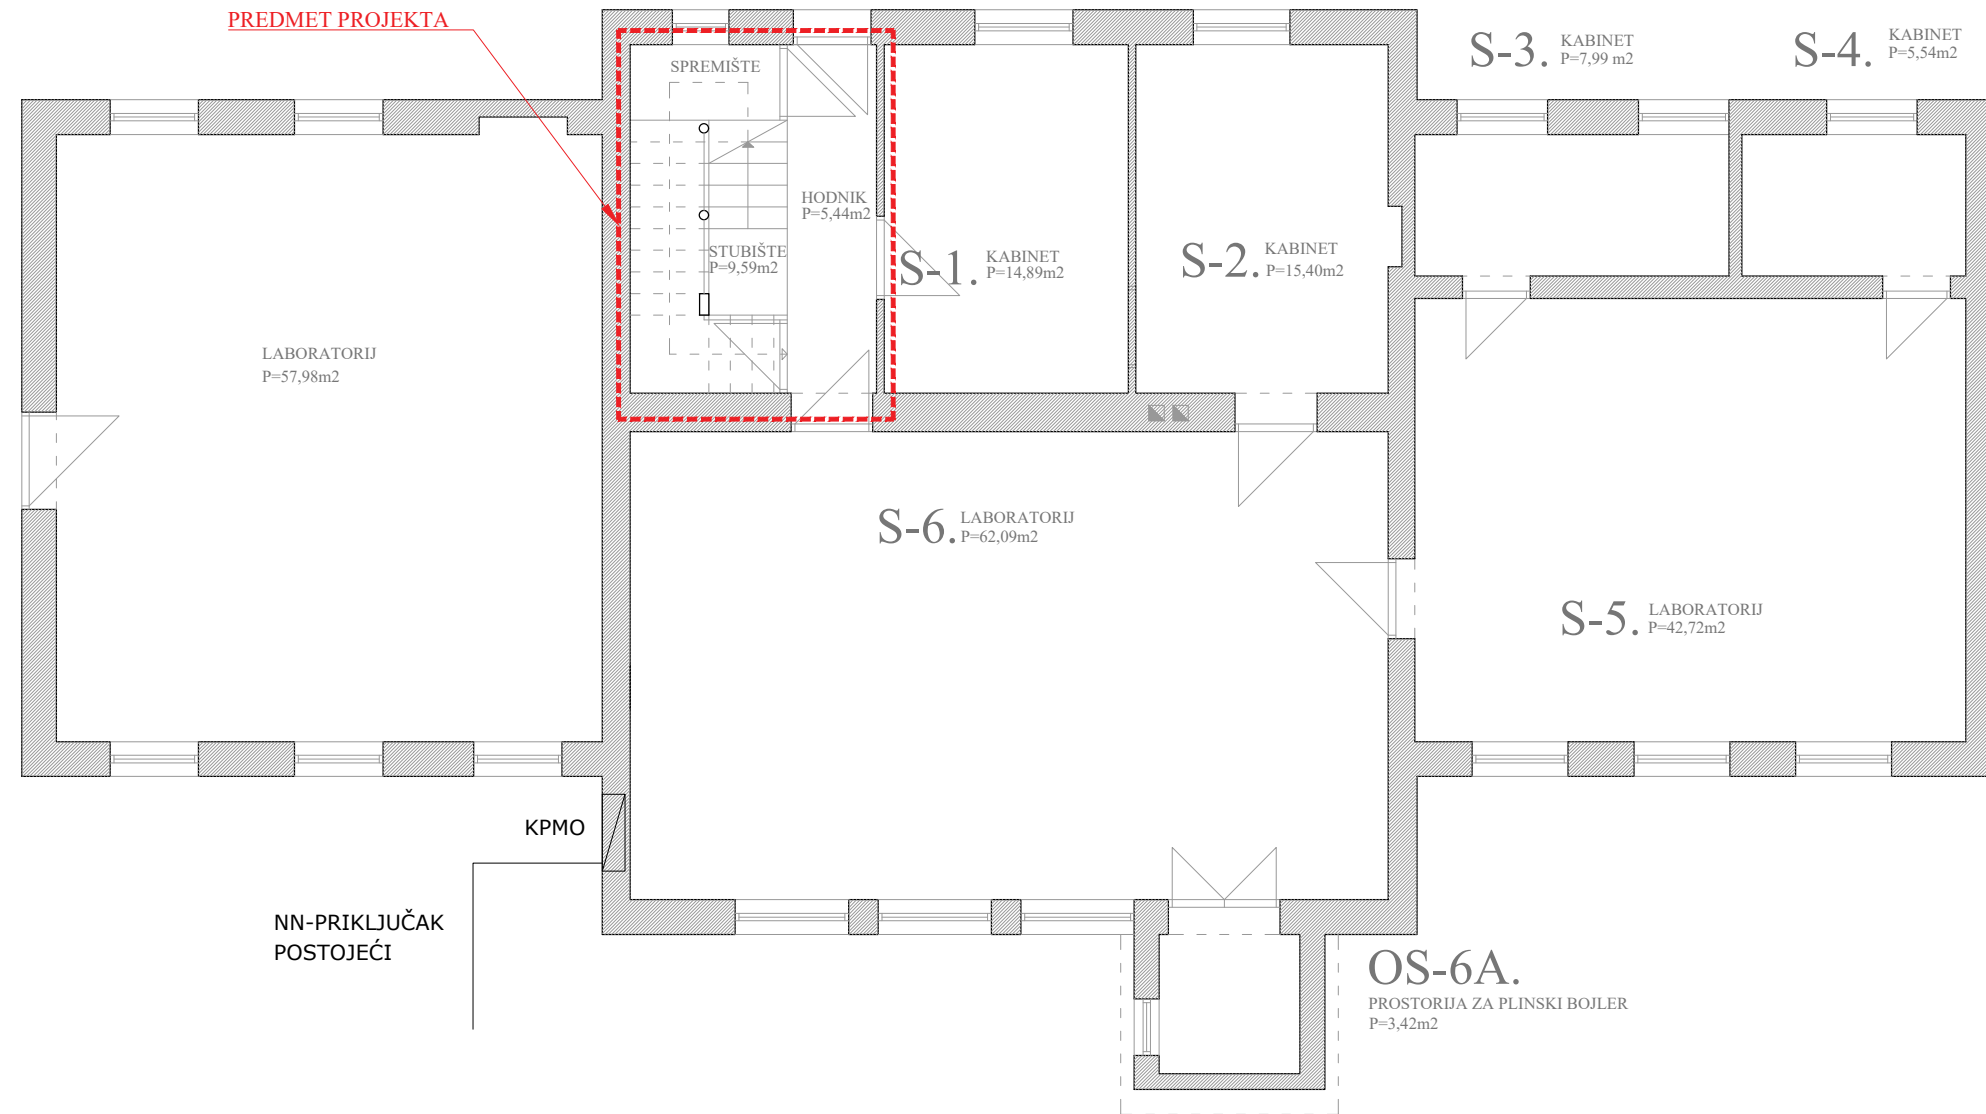 PREDMET PROJEKTA
SPREMIŠTE
HODNIK
P=5,44m2
STUBIŠTE
P=9,59m2
S-1. KABINET
P=14,89m2
S-2. KABINET
P=15,40m2
S-3. KABINET
P=7,99 m2
S-4. KABINET
P=5,54m2
LABORATORIJ
P=57,98m2
S-6. LABORATORIJ
P=62,09m2
S-5. LABORATORIJ
P=42,72m2
KPMO
NN-PRIKLJUČAK
POSTOJEĆI
OS-6A.
PROSTORIJA ZA PLINSKI BOJLER
P=3,42m2